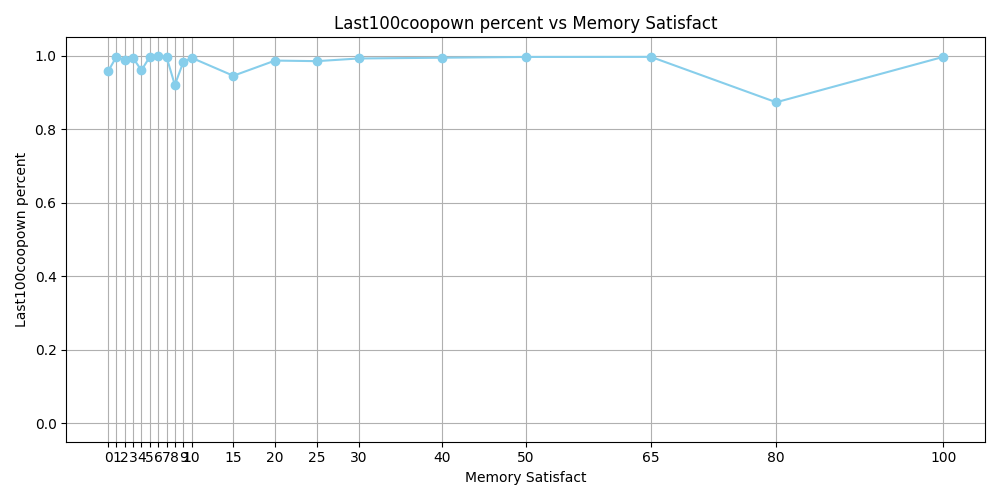 Last100coopown percent vs Memory Satisfact
Last100coopown percent
1.0
0.8
0.6
0.4
0.2
0.0
0 1 2 3 4 5 6 7 8 9 10 15 20 25 30 40 50 65 80 100
Memory Satisfact